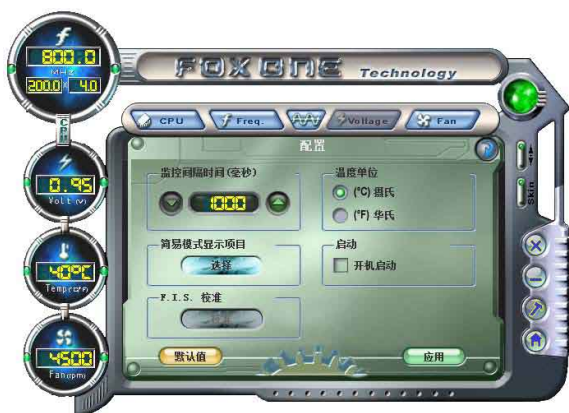 f
800.0
MHz
200.0 x 4.0
CPU
FOX ONE Technology
CPU
Freq.
Voltage
Fan
配置
0.95
Volt.(V)
监控间隔时间(毫秒)
1000
温度单位
(°C) 摄氏
(°F) 华氏
Skin
40°C
简易模式显示项目
选择
启动
开机启动
F.I.S. 校准
4500
Fan(rpm)
默认值
应用